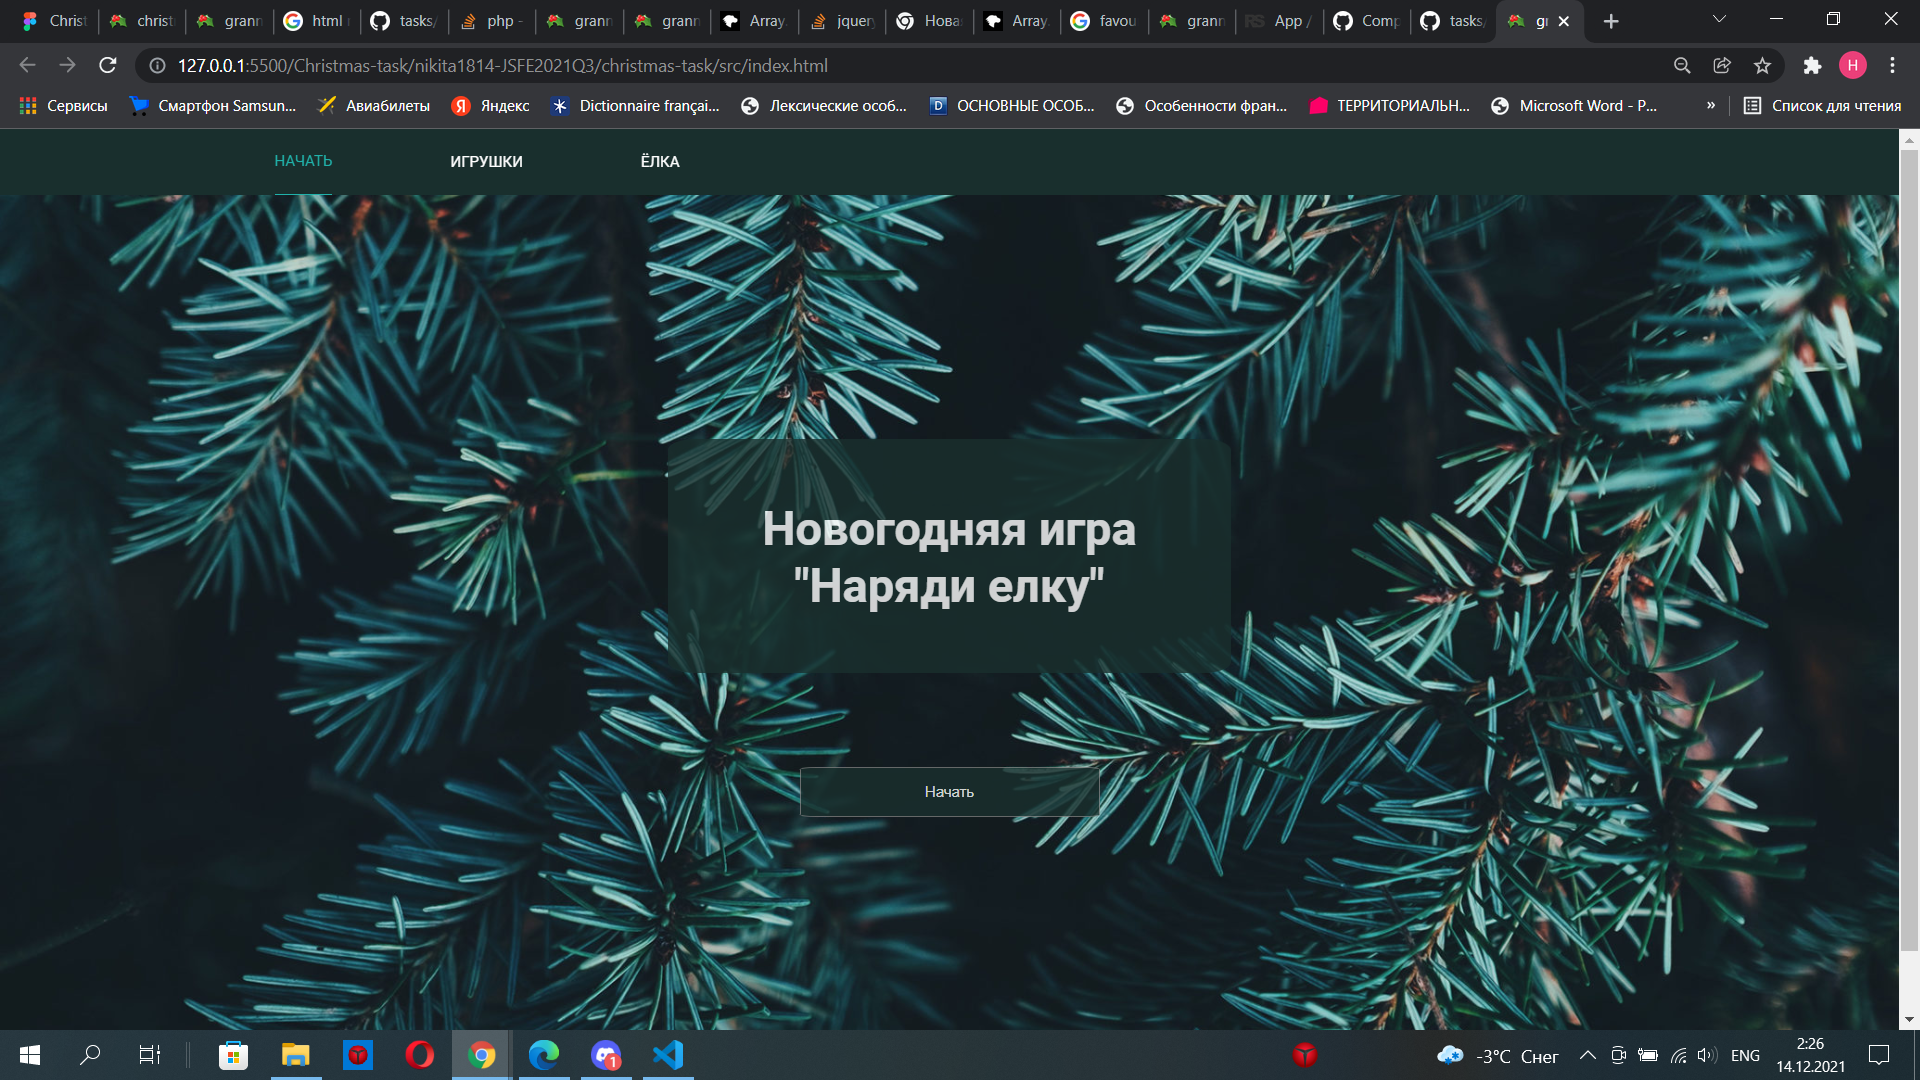 Christ
christ
grann
html
tasks/
php -
grann
grann
Array.
jquery
Нова
Array.
favou
grann
RS App /
Comp
tasks/
gr
127.0.0.1:5500/Christmas-task/nikita1814-JSFE2021Q3/christmas-task/src/index.html
Н
Сервисы
Смартфон Samsun...
Авиабилеты
Яндекс
Dictionnaire françai...
Лексические особ...
ОСНОВНЫЕ ОСОБ...
Особенности фран...
ТЕРРИТОРИАЛЬН...
Microsoft Word - P...
»
Список для чтения
НАЧАТЬ
ИГРУШКИ
ЁЛКА
Новогодняя игра
"Наряди елку"
Начать
1
-3°C Снег
ENG
2:26
14.12.2021